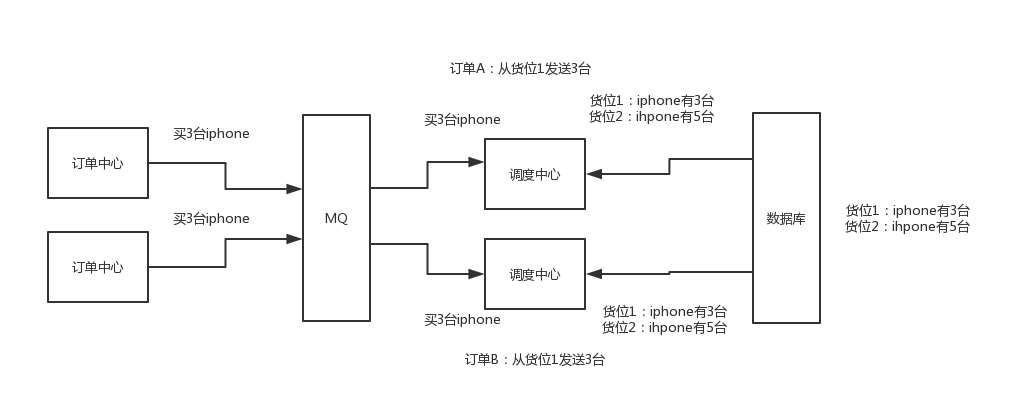 订单A：从货位1发送3台
货位1：iphone有3台
货位2：ihpone有5台
买3台iphone
买3台iphone
订单中心
调度中心
MQ
数据库
货位1：iphone有3台
货位2：ihpone有5台
买3台iphone
订单中心
调度中心
买3台iphone
货位1：iphone有3台
货位2：ihpone有5台
订单B：从货位1发送3台